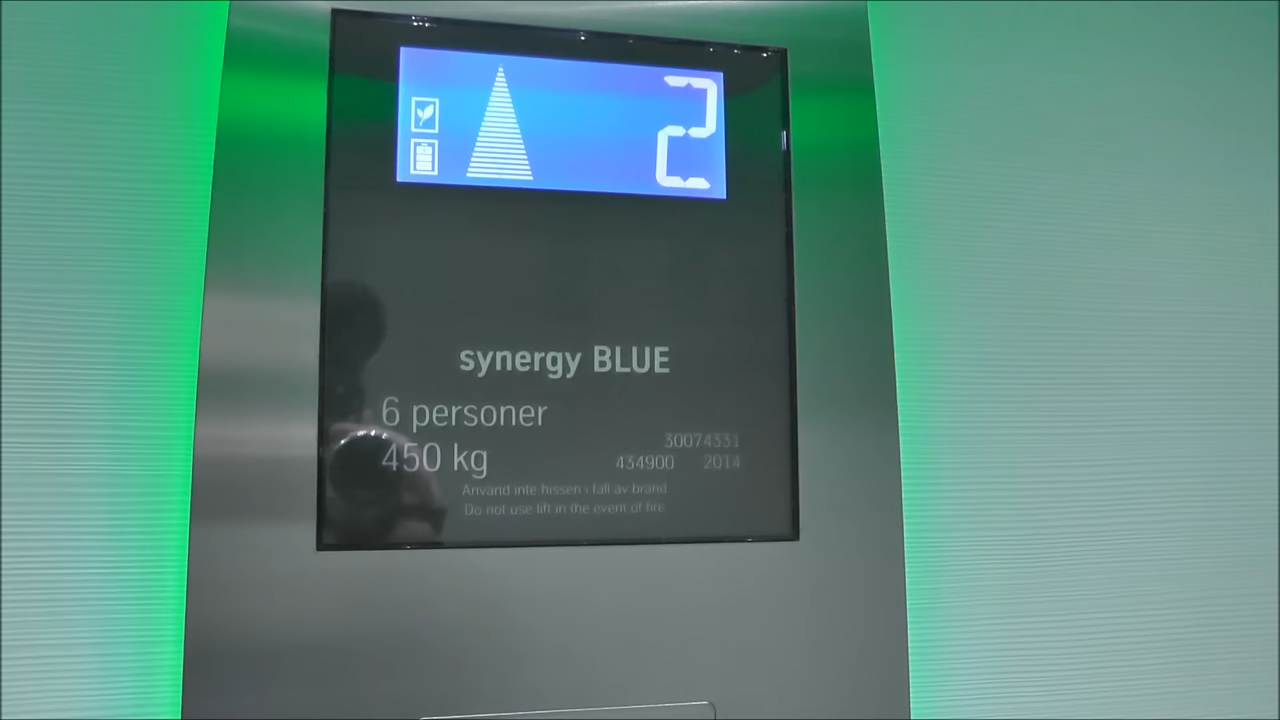 2
synergy BLUE
6 personer
450 kg
30074331
434900 2014
Använd inte hissen i fall av brand
Do not use lift in the event of fire